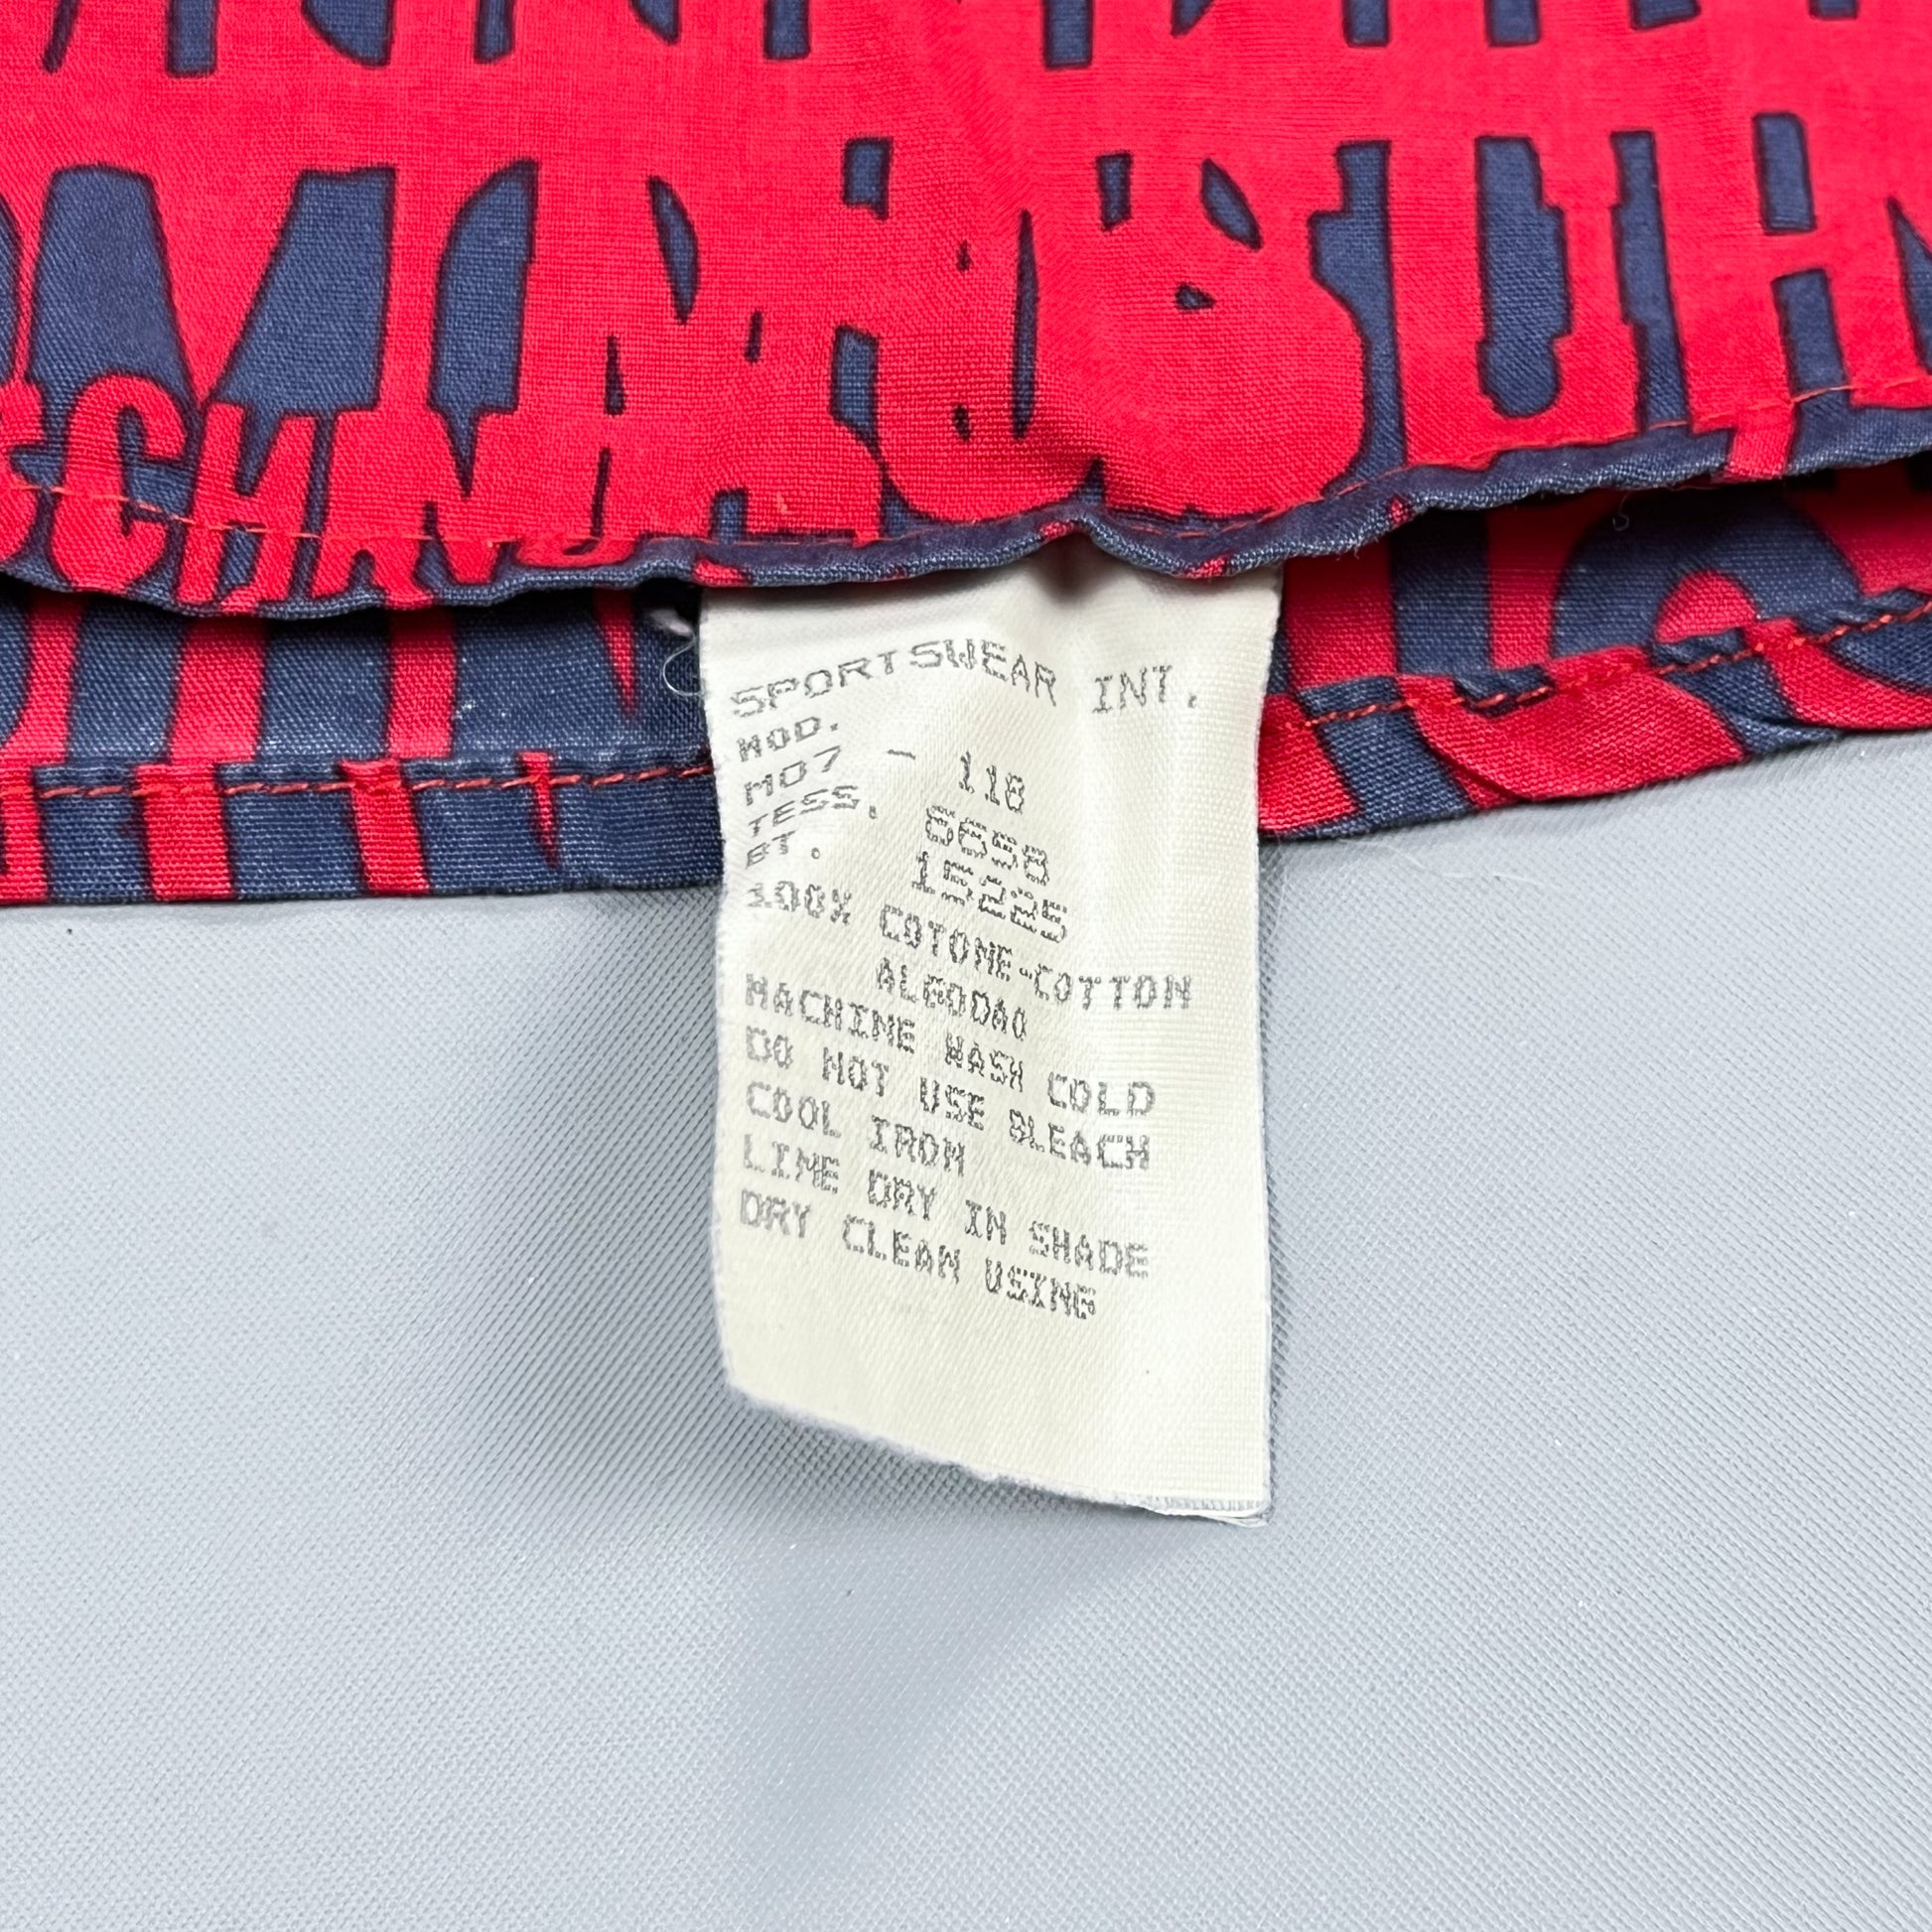 SPORTSWEAR INT.
MOD.
M07 - 118
TESS. 8658
BT. 15225
100% COTONE-COTTON
ALGODAO
MACHINE WASH COLD
DO NOT USE BLEACH
COOL IRON
LINE DRY IN SHADE
DRY CLEAN USING